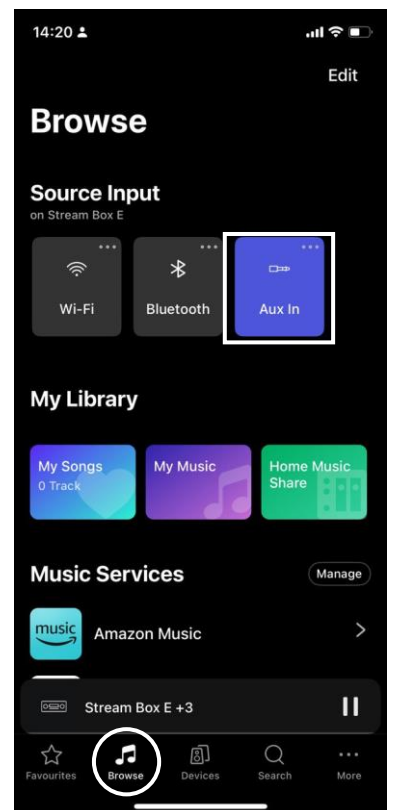 14:20
Edit
Browse
Source Input
on Stream Box E
Wi-Fi
Bluetooth
Aux In
My Library
My Songs
0 Track
My Music
Home Music
Share
Music Services
Manage
music
Amazon Music
Stream Box E +3
Favourites
Browse
Devices
Search
More